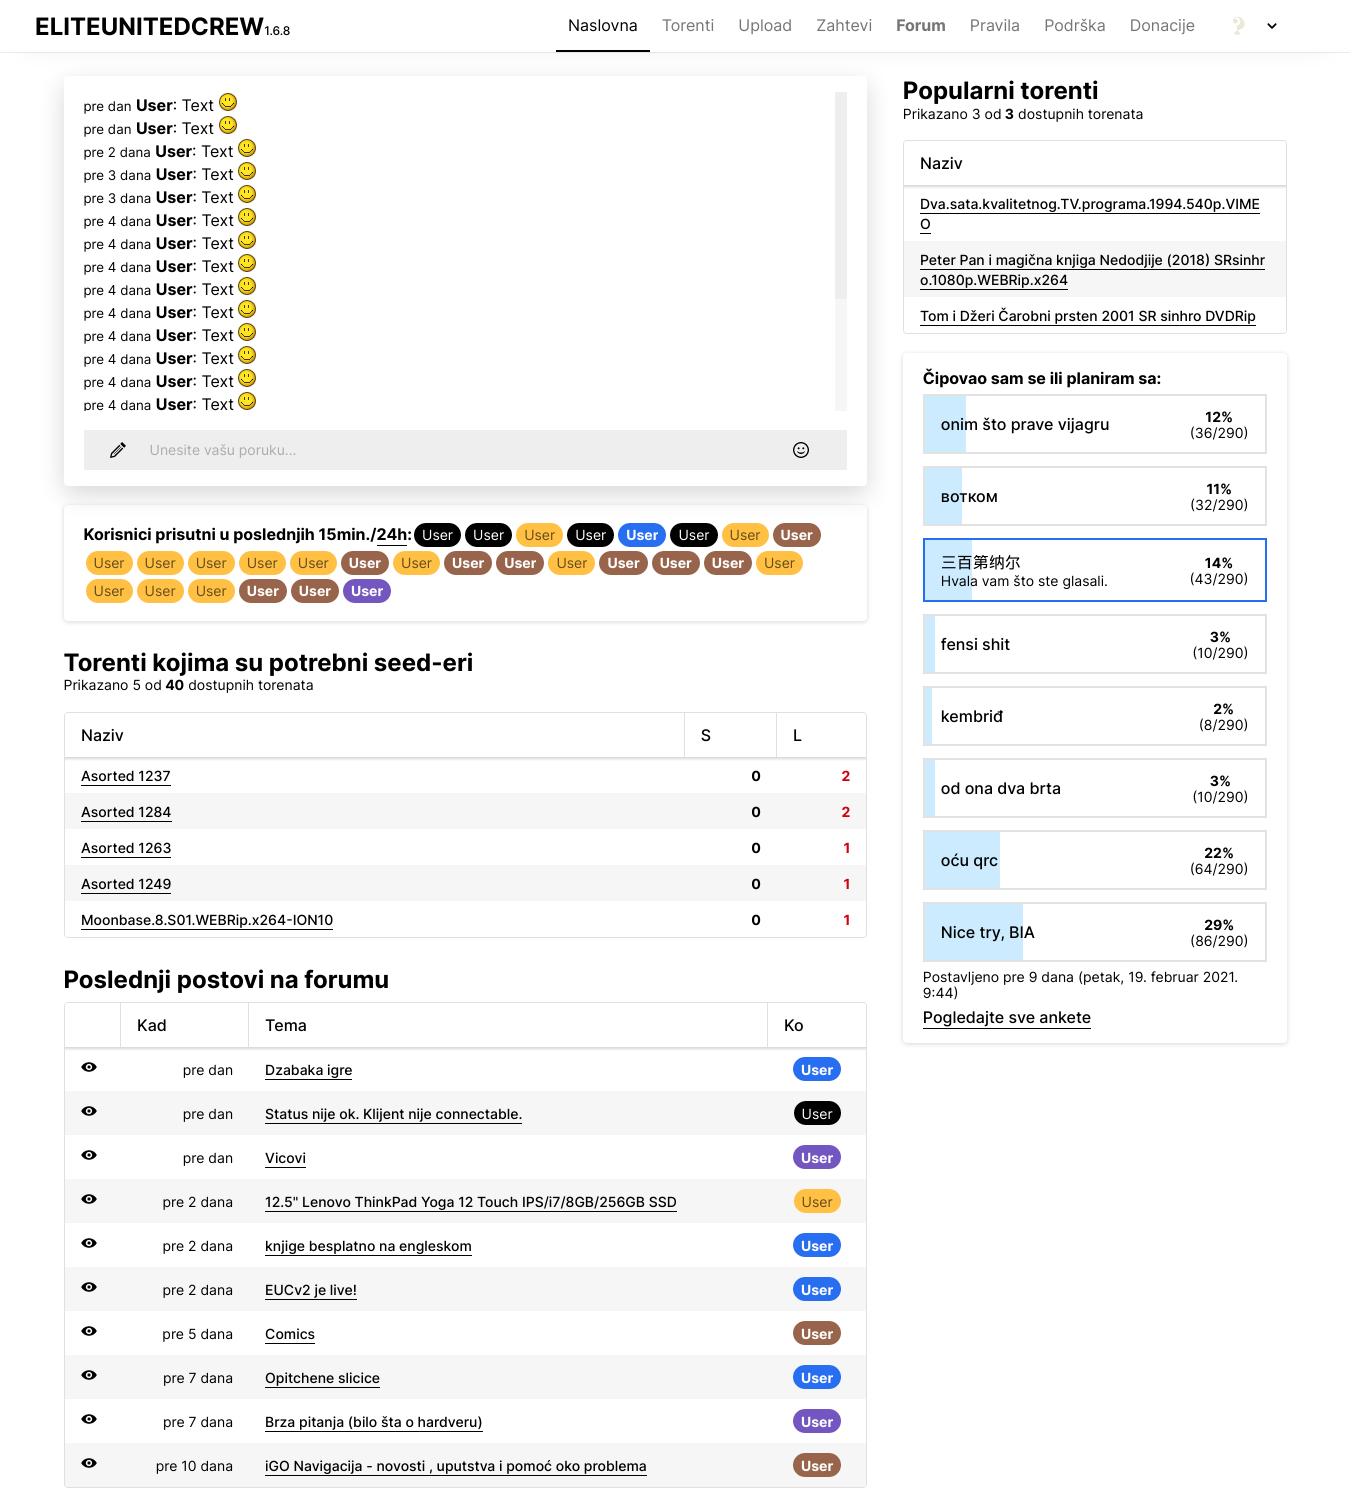 ELITEUNITEDCREW1.6.8
Naslovna Torenti Upload Zahtevi Forum Pravila Podrška Donacije
pre dan User: Text
pre dan User: Text
pre 2 dana User: Text
pre 3 dana User: Text
pre 3 dana User: Text
pre 4 dana User: Text
pre 4 dana User: Text
pre 4 dana User: Text
pre 4 dana User: Text
pre 4 dana User: Text
pre 4 dana User: Text
pre 4 dana User: Text
pre 4 dana User: Text
pre 4 dana User: Text
Unesite vašu poruku...
Korisnici prisutni u poslednjih 15min./24h: User User User User User User User User
User User User User User User User User User User User User User User
User User User User User User
Torenti kojima su potrebni seed-eri
Prikazano 5 od 40 dostupnih torenata
Naziv S L
Asorted 1237 0 2
Asorted 1284 0 2
Asorted 1263 0 1
Asorted 1249 0 1
Moonbase.8.S01.WEBRip.x264-ION10 0 1
Poslednji postovi na forumu
Kad Tema Ko
pre dan Dzabaka igre User
pre dan Status nije ok. Klijent nije connectable. User
pre dan Vicovi User
pre 2 dana 12.5" Lenovo ThinkPad Yoga 12 Touch IPS/i7/8GB/256GB SSD User
pre 2 dana knjige besplatno na engleskom User
pre 2 dana EUCv2 je live! User
pre 5 dana Comics User
pre 7 dana Opitchene slicice User
pre 7 dana Brza pitanja (bilo šta o hardveru) User
pre 10 dana iGO Navigacija - novosti , uputstva i pomoć oko problema User
Popularni torenti
Prikazano 3 od 3 dostupnih torenata
Naziv
Dva.sata.kvalitetnog.TV.programa.1994.540p.VIME
O
Peter Pan i magična knjiga Nedodjije (2018) SRsinhr
o.1080p.WEBRip.x264
Tom i Džeri Čarobni prsten 2001 SR sinhro DVDRip
Čipovao sam se ili planiram sa:
onim što prave vijagru 12%
(36/290)
вотком 11%
(32/290)
三百第纳尔 14%
Hvala vam što ste glasali. (43/290)
fensi shit 3%
(10/290)
kembriđ 2%
(8/290)
od ona dva brta 3%
(10/290)
oću qrc 22%
(64/290)
Nice try, BIA 29%
(86/290)
Postavljeno pre 9 dana (petak, 19. februar 2021.
9:44)
Pogledajte sve ankete